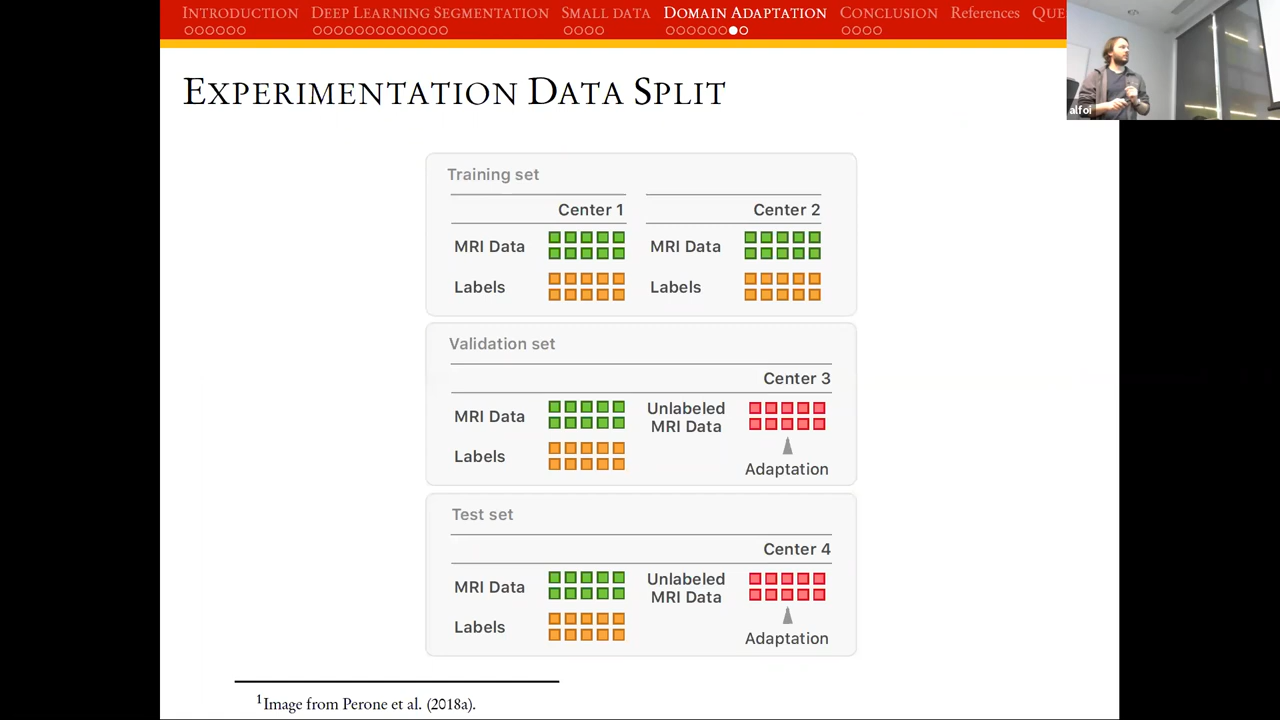 INTRODUCTION DEEP LEARNING SEGMENTATION SMALL DATA DOMAIN ADAPTATION CONCLUSION References QUE
alfoi
EXPERIMENTATION DATA SPLIT
Training set
Center 1 Center 2
MRI Data MRI Data
Labels Labels
Validation set
Center 3
MRI Data Unlabeled MRI Data
Labels
Adaptation
Test set
Center 4
MRI Data Unlabeled MRI Data
Labels
Adaptation
1Image from Perone et al. (2018a).